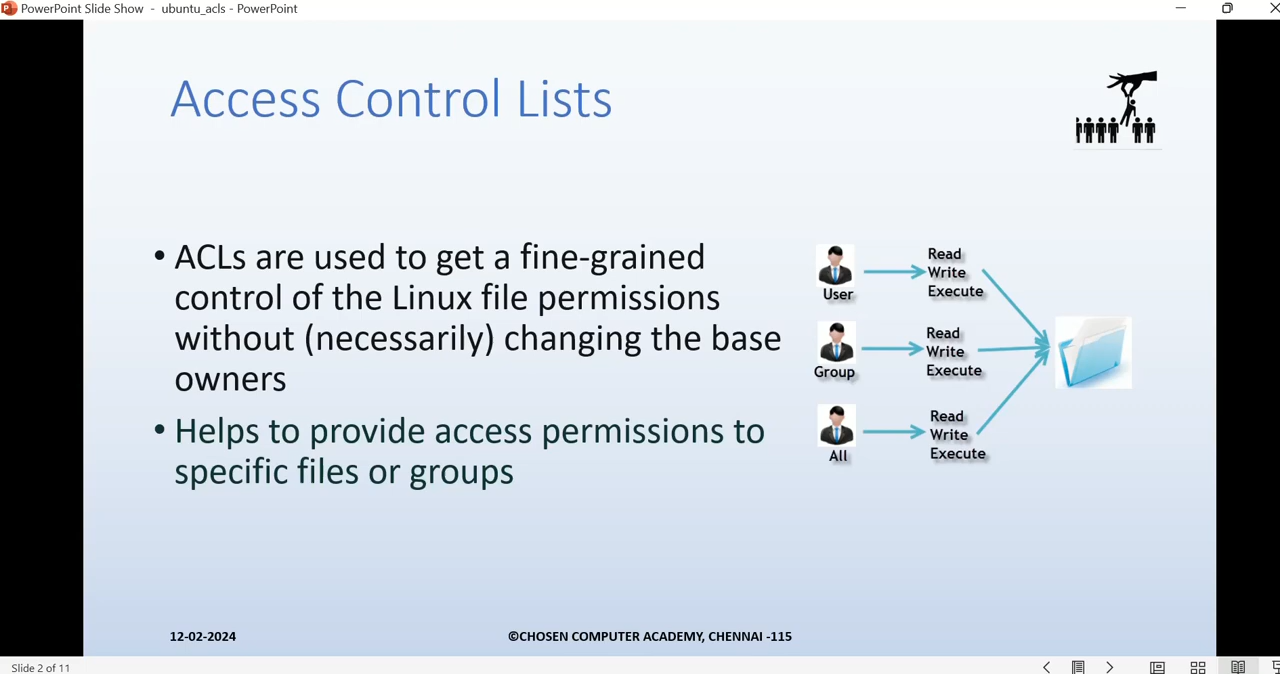 PowerPoint Slide Show - ubuntu_acls - PowerPoint
Access Control Lists
• ACLs are used to get a fine-grained
control of the Linux file permissions
without (necessarily) changing the base
owners
• Helps to provide access permissions to
specific files or groups
User
Read
Write
Execute
Group
Read
Write
Execute
All
Read
Write
Execute
12-02-2024
©CHOSEN COMPUTER ACADEMY, CHENNAI -115
Slide 2 of 11